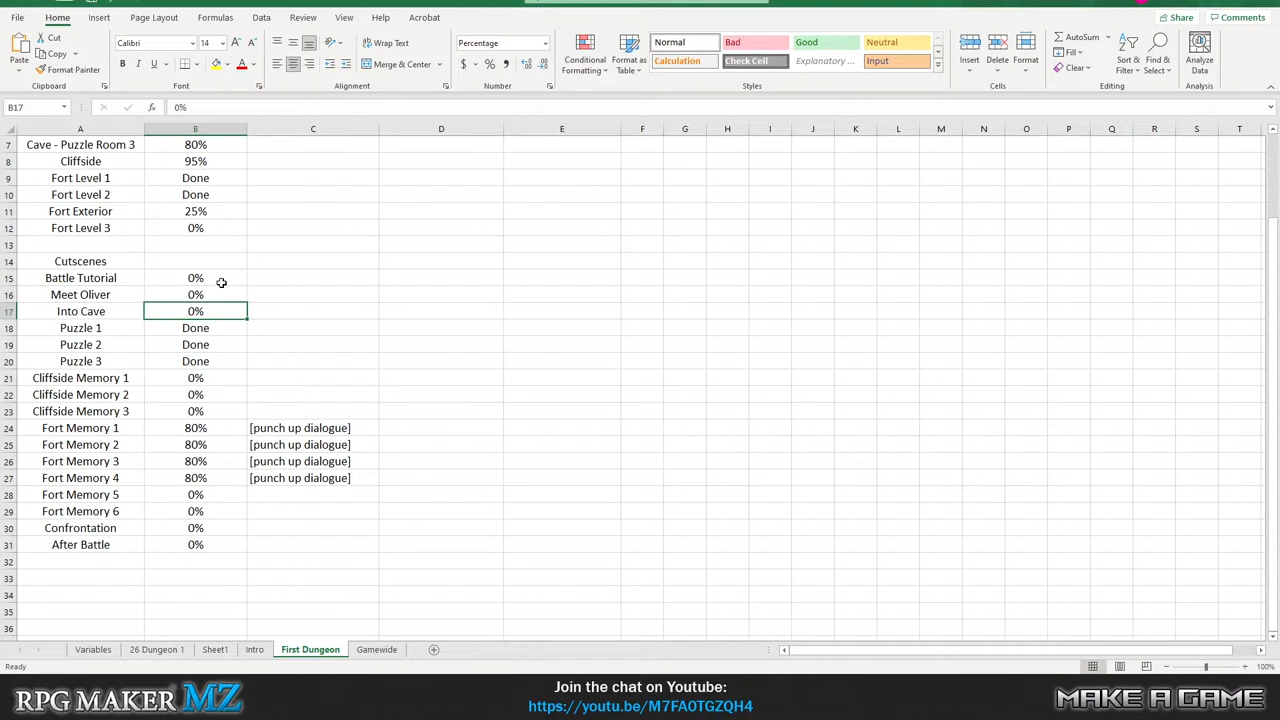 File Home Insert Page Layout Formulas Data Review View Help Acrobat Share Comments
Paste Cut Copy Format Painter Clipboard
Calibri 14 B I U Font
Wrap Text Merge & Center Alignment
Percentage $ % Number
Conditional Formatting Format as Table Normal Bad Good Neutral Calculation Check Cell Explanatory ... Input Styles
Insert Delete Format Cells
AutoSum Fill Clear Sort & Filter Find & Select Editing
Analyze Data Analysis
B17 fx 0%
A B C D E F G H I J K L M N O P Q R S T
7 Cave - Puzzle Room 3 80%
8 Cliffside 95%
9 Fort Level 1 Done
10 Fort Level 2 Done
11 Fort Exterior 25%
12 Fort Level 3 0%
13
14 Cutscenes
15 Battle Tutorial 0%
16 Meet Oliver 0%
17 Into Cave 0%
18 Puzzle 1 Done
19 Puzzle 2 Done
20 Puzzle 3 Done
21 Cliffside Memory 1 0%
22 Cliffside Memory 2 0%
23 Cliffside Memory 3 0%
24 Fort Memory 1 80% [punch up dialogue]
25 Fort Memory 2 80% [punch up dialogue]
26 Fort Memory 3 80% [punch up dialogue]
27 Fort Memory 4 80% [punch up dialogue]
28 Fort Memory 5 0%
29 Fort Memory 6 0%
30 Confrontation 0%
31 After Battle 0%
32
33
34
35
36
Variables 26 Dungeon 1 Sheet1 Intro First Dungeon Gamewide
Ready 100%
RPG MAKER MZ
Join the chat on Youtube:
https://youtu.be/M7FA0TGZQH4
MAKE A GAME